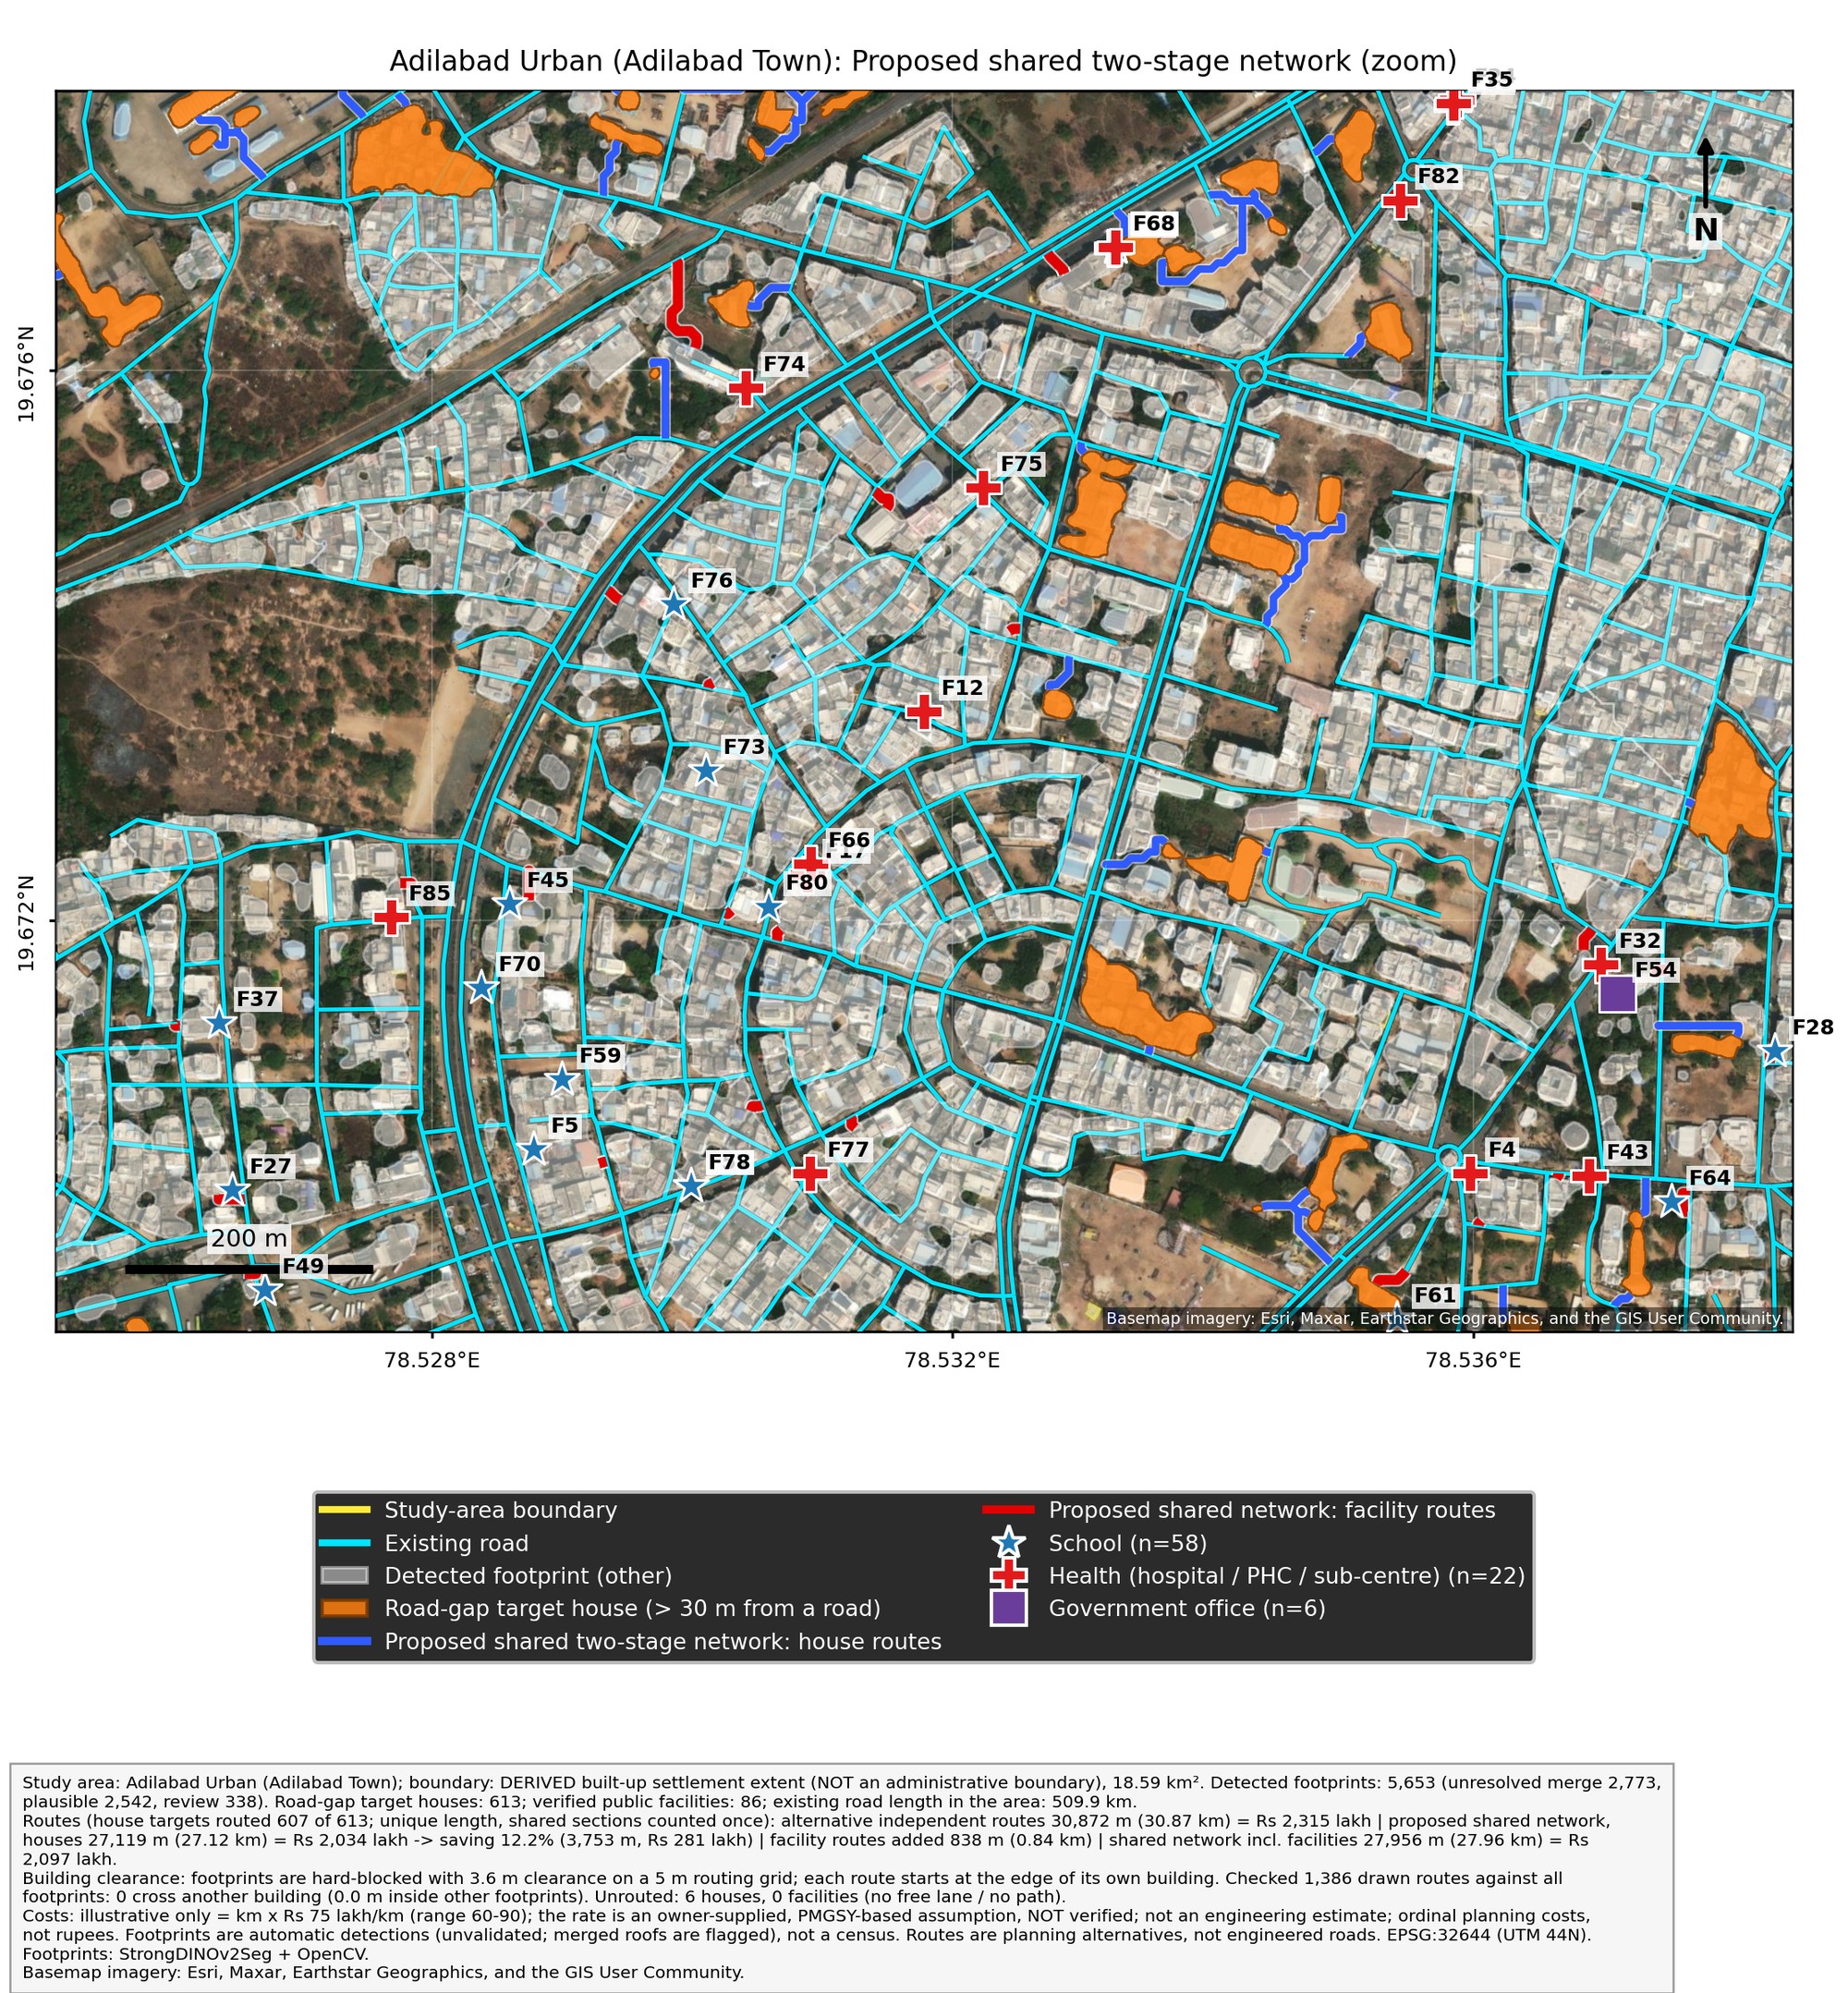 Adilabad Urban (Adilabad Town): Proposed shared two-stage network (zoom)
F35
F82
N
F68
19.676°N
F74
F75
F76
F12
F73
F66
F17
F80
F45
F85
19.672°N
F32
F54
F70
F37
F28
F59
F5
F4
F43
F77
F78
F27
F64
200 m
F49
F61
Basemap imagery: Esri, Maxar, Earthstar Geographics, and the GIS User Community.
78.528°E
78.532°E
78.536°E
Study-area boundary
Existing road
Detected footprint (other)
Road-gap target house (> 30 m from a road)
Proposed shared two-stage network: house routes
Proposed shared network: facility routes
School (n=58)
Health (hospital / PHC / sub-centre) (n=22)
Government office (n=6)
Study area: Adilabad Urban (Adilabad Town); boundary: DERIVED built-up settlement extent (NOT an administrative boundary), 18.59 km². Detected footprints: 5,653 (unresolved merge 2,773,
plausible 2,542, review 338). Road-gap target houses: 613; verified public facilities: 86; existing road length in the area: 509.9 km.
Routes (house targets routed 607 of 613; unique length, shared sections counted once): alternative independent routes 30,872 m (30.87 km) = Rs 2,315 lakh | proposed shared network,
houses 27,119 m (27.12 km) = Rs 2,034 lakh -> saving 12.2% (3,753 m, Rs 281 lakh) | facility routes added 838 m (0.84 km) | shared network incl. facilities 27,956 m (27.96 km) = Rs
2,097 lakh.
Building clearance: footprints are hard-blocked with 3.6 m clearance on a 5 m routing grid; each route starts at the edge of its own building. Checked 1,386 drawn routes against all
footprints: 0 cross another building (0.0 m inside other footprints). Unrouted: 6 houses, 0 facilities (no free lane / no path).
Costs: illustrative only = km x Rs 75 lakh/km (range 60-90); the rate is an owner-supplied, PMGSY-based assumption, NOT verified; not an engineering estimate; ordinal planning costs,
not rupees. Footprints are automatic detections (unvalidated; merged roofs are flagged), not a census. Routes are planning alternatives, not engineered roads. EPSG:32644 (UTM 44N).
Footprints: StrongDINOv2Seg + OpenCV.
Basemap imagery: Esri, Maxar, Earthstar Geographics, and the GIS User Community.